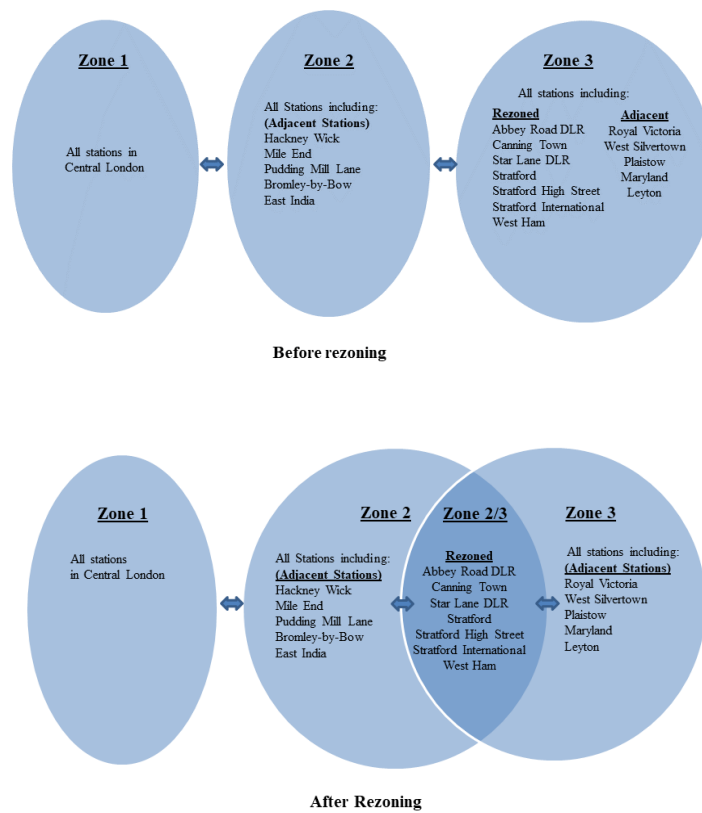 Zone 1
All stations in
Central London
Zone 2
All Stations including:
(Adjacent Stations)
Hackney Wick
Mile End
Pudding Mill Lane
Bromley-by-Bow
East India
Zone 3
All stations including:
Rezoned
Abbey Road DLR
Canning Town
Star Lane DLR
Stratford
Stratford High Street
Stratford International
West Ham
Adjacent
Royal Victoria
West Silvertown
Plaistow
Maryland
Leyton
Before rezoning
Zone 1
All stations
in Central London
Zone 2
All Stations including:
(Adjacent Stations)
Hackney Wick
Mile End
Pudding Mill Lane
Bromley-by-Bow
East India
Zone 2/3
Rezoned
Abbey Road DLR
Canning Town
Star Lane DLR
Stratford
Stratford High Street
Stratford International
West Ham
Zone 3
All stations including:
(Adjacent Stations)
Royal Victoria
West Silvertown
Plaistow
Maryland
Leyton
After Rezoning